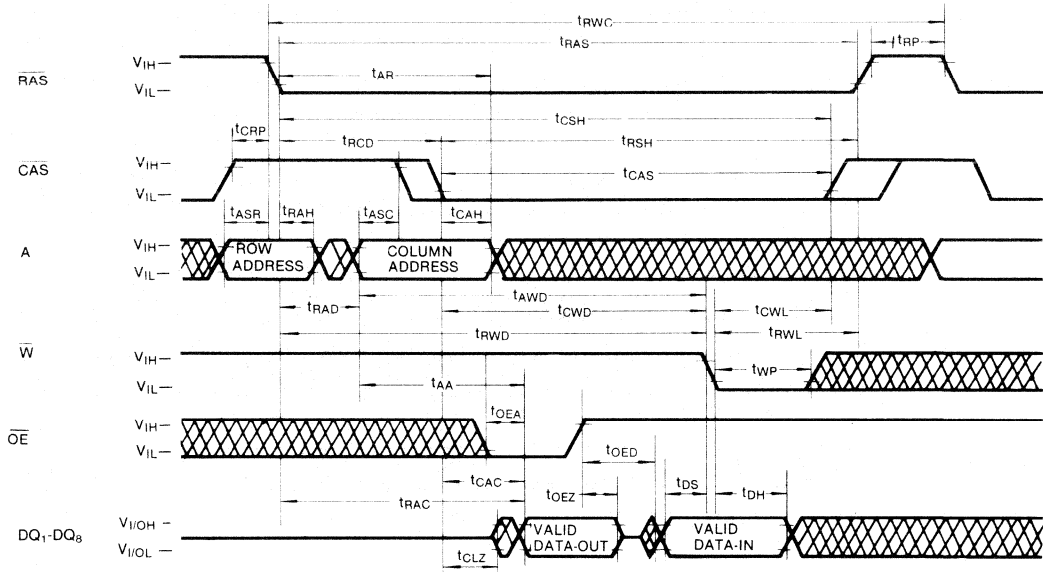 tRWC
tRAS
tRP
RAS
VIH
VIL
tAR
tCSH
tCRP
tRCD
tRSH
CAS
VIH
VIL
tCAS
tASR
tRAH
tASC
tCAH
A
VIH
VIL
ROW
ADDRESS
COLUMN
ADDRESS
tAWD
tRAD
tCWD
tCWL
tRWD
tRWL
W
VIH
VIL
tWP
tAA
tOEA
OE
VIH
VIL
tOED
tCAC
tRAC
tOEZ
tDS
tDH
DQ1-DQ8
VI/OH
VI/OL
VALID
DATA-OUT
VALID
DATA-IN
tCLZ